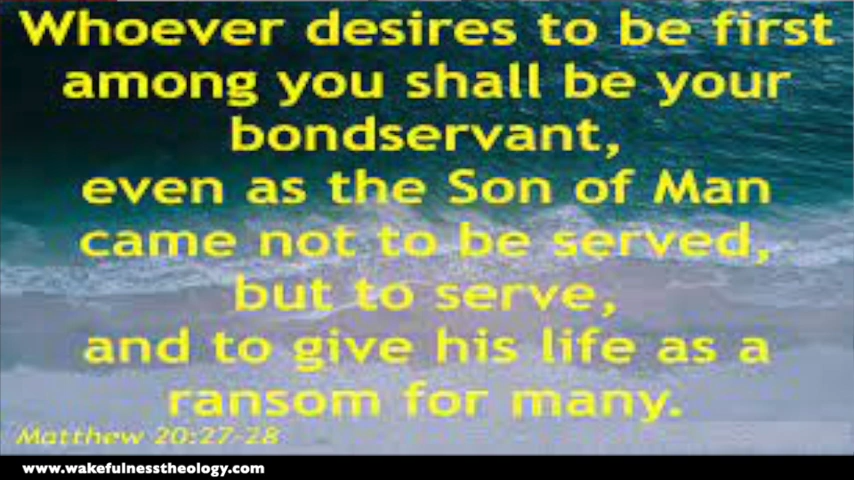 Whoever desires to be first
among you shall be your
bondservant,
even as the Son of Man
came not to be served,
but to serve,
and to give his life as a
ransom for many.
Matthew 20:27-28
www.wakefulnesstheology.com